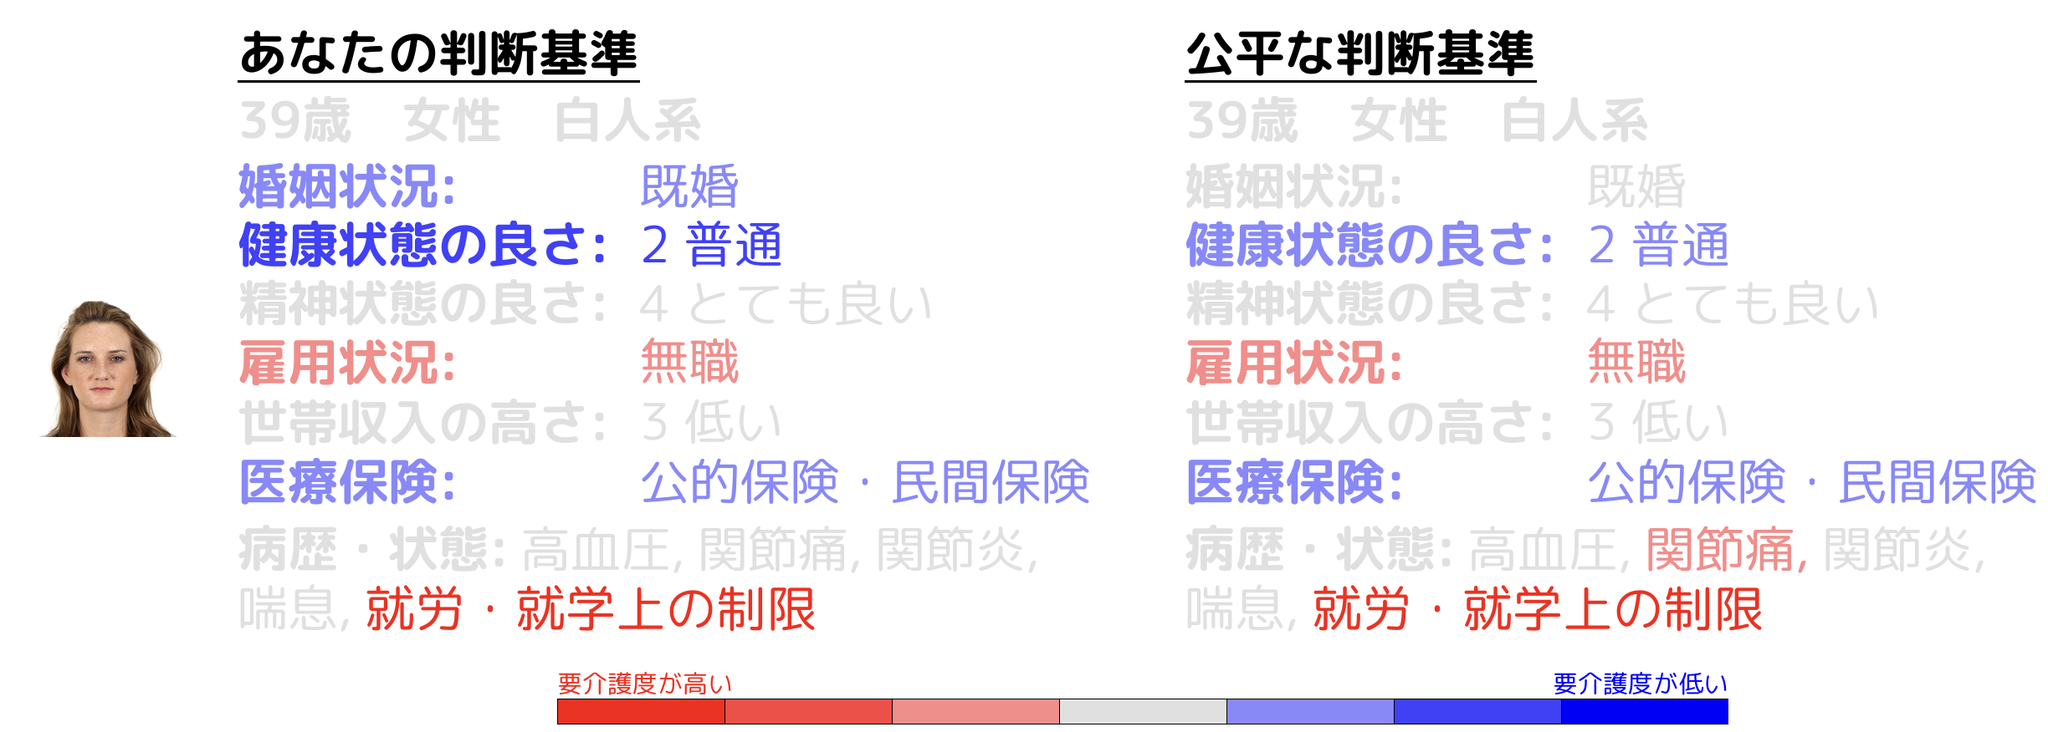 あなたの判断基準
39歳　女性　白人系
婚姻状況: 既婚
健康状態の良さ: 2 普通
精神状態の良さ: 4 とても良い
雇用状況: 無職
世帯収入の高さ: 3 低い
医療保険: 公的保険・民間保険
病歴・状態: 高血圧, 関節痛, 関節炎,
喘息, 就労・就学上の制限
公平な判断基準
39歳　女性　白人系
婚姻状況: 既婚
健康状態の良さ: 2 普通
精神状態の良さ: 4 とても良い
雇用状況: 無職
世帯収入の高さ: 3 低い
医療保険: 公的保険・民間保険
病歴・状態: 高血圧, 関節痛, 関節炎,
喘息, 就労・就学上の制限
要介護度が高い
要介護度が低い